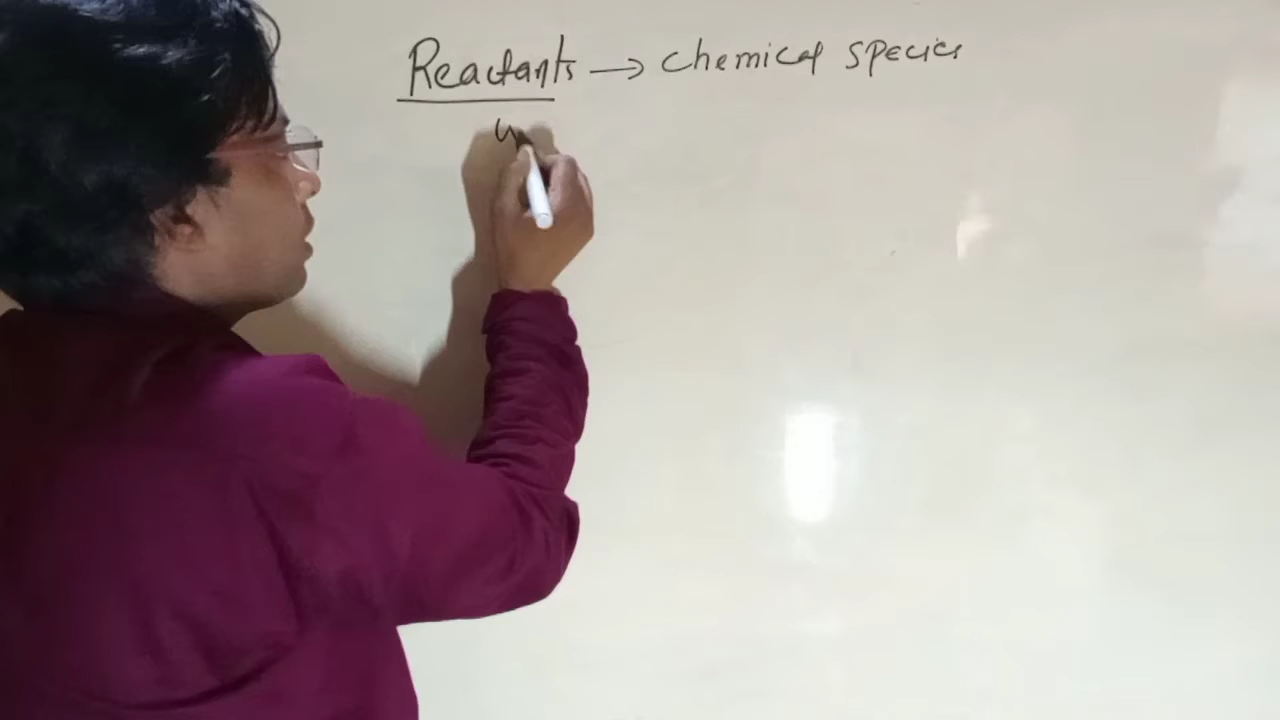 Reactants → chemical species